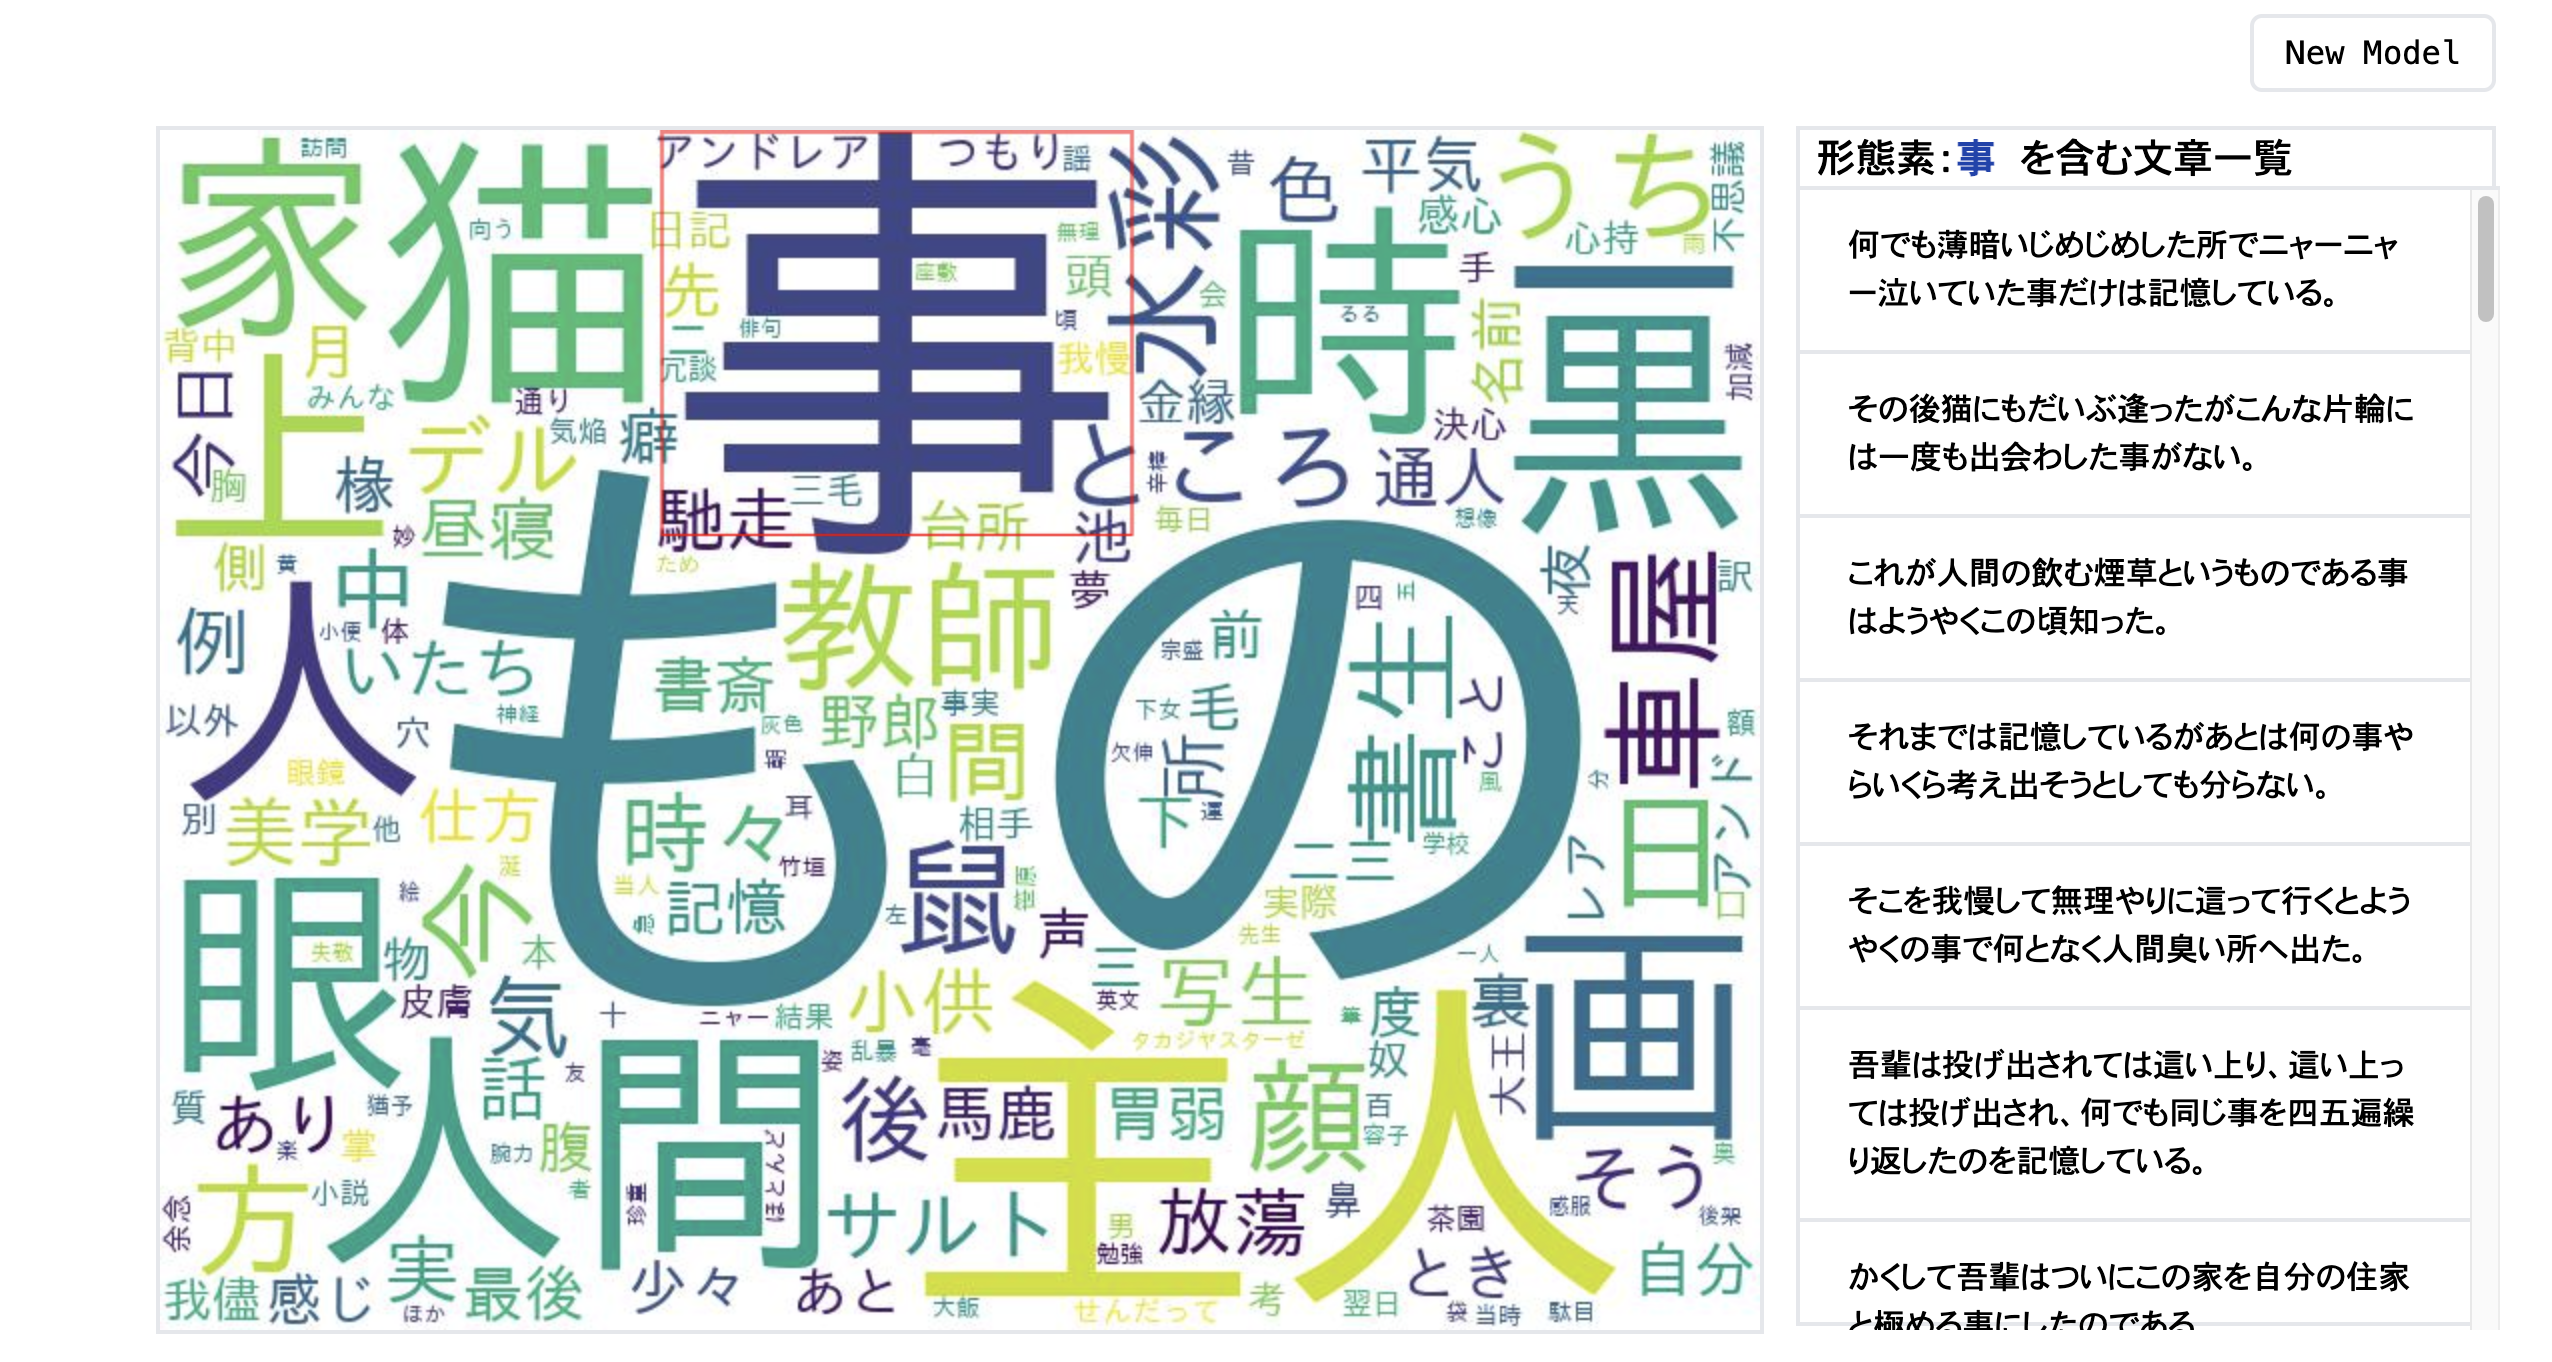 New Model
形態素:事 を含む文章一覧
何でも薄暗いじめじめした所でニャーニャ
ー泣いていた事だけは記憶している。
その後猫にもだいぶ逢ったがこんな片輪に
は一度も出会わした事がない。
これが人間の飲む煙草というものである事
はようやくこの頃知った。
それまでは記憶しているがあとは何の事や
らいくら考え出そうとしても分らない。
そこを我慢して無理やりに這って行くとよう
やくの事で何となく人間臭い所へ出た。
吾輩は投げ出されては這い上り、這い上っ
ては投げ出され、何でも同じ事を四五遍繰
り返したのを記憶している。
かくして吾輩はついにこの家を自分の住家
と極める事にしたのである
家
訪問
猫
向う
アンドレア
事
つもり
謡
日記
先
二
俳句
冗談
座敷
無理
頭
頃
我慢
水彩
昔
色
平気
感心
うち
心持
雨
不思議
会
時
るる
手
名前
黒
加減
背中
月
今日
上
みんな
通り
気焔
癖
デル
胸
椽
昼寝
妙
馳走
三毛
台所
ところ
辛棒
池
毎日
金縁
決心
通人
想像
側
黄
中
人
例
小便
体
いたち
以外
穴
神経
もの
ため
教師
夢
書斎
野郎
事実
灰色
朝
白
間
四
五
宗盛
前
書生
こと
下女
毛
欠伸
所
下
運
風
学校
二三
夜
天
車屋
訳
額
分
日
アンド
レア
口
眼鏡
別
美学
他
仕方
時々
耳
竹垣
当人
記憶
相手
鼠
左
笹原
声
実際
先生
涎
今
絵
眼
失敬
物
本
皮膚
気
十
ニャー
結果
小供
三
英文
写生
一人
度
裏
画
奴
大王
タカジヤスターゼ
主人
人間
姿
乱暴
後
馬鹿
胃弱
顔
百
容子
そう
奥
質
あり
楽
猶予
掌
話
友
腕力
腹
者
余念
方
小説
珍重
サルト
男
勉強
放蕩
鼻
茶園
感服
後架
とき
自分
我儘
感じ
実
ほか
最後
少々
あと
大飯
せんだって
考
翌日
袋
当時
駄目